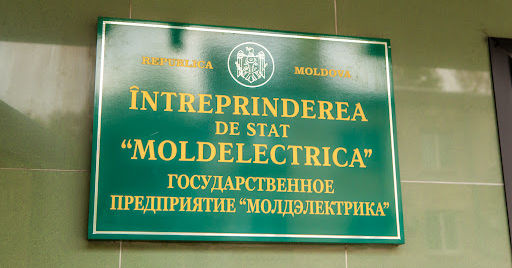 REPUBLICA MOLDOVA
ÎNTREPRINDEREA
DE STAT
“MOLDELECTRICA”
ГОСУДАРСТВЕННОЕ
ПРЕДПРИЯТИЕ “МОЛДЭЛЕКТРИКА”